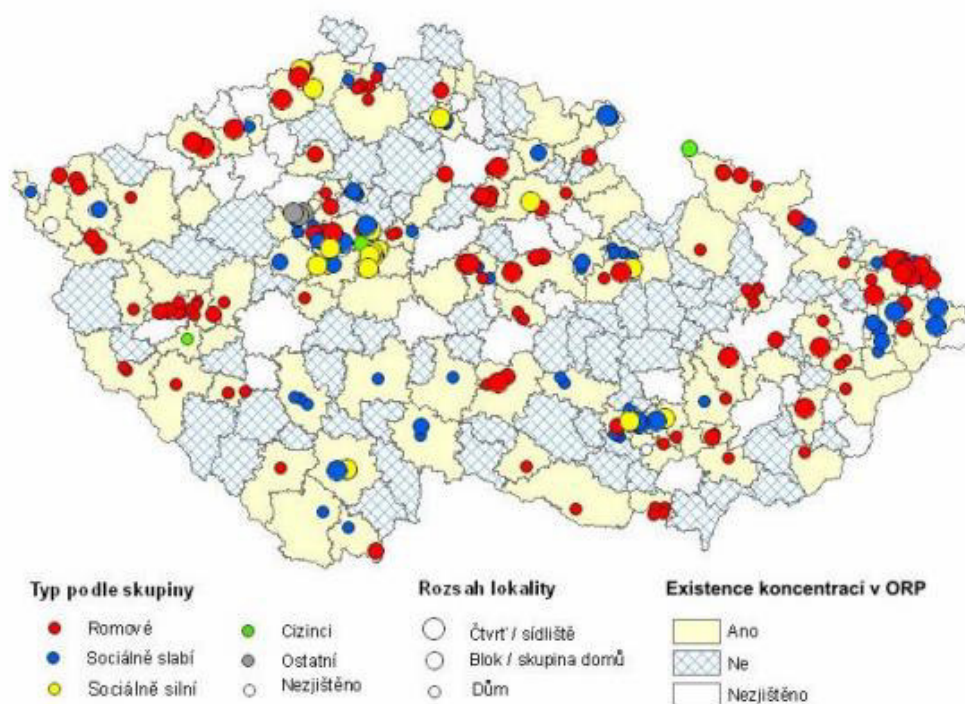 Typ podle skupiny
Romové
Sociálně slabí
Sociálně silní
Cizinci
Ostatní
Nezjištěno
Rozsah lokality
Čtvrť / sídliště
Blok / skupina domů
Dům
Existence koncentrací v ORP
Ano
Ne
Nezjištěno